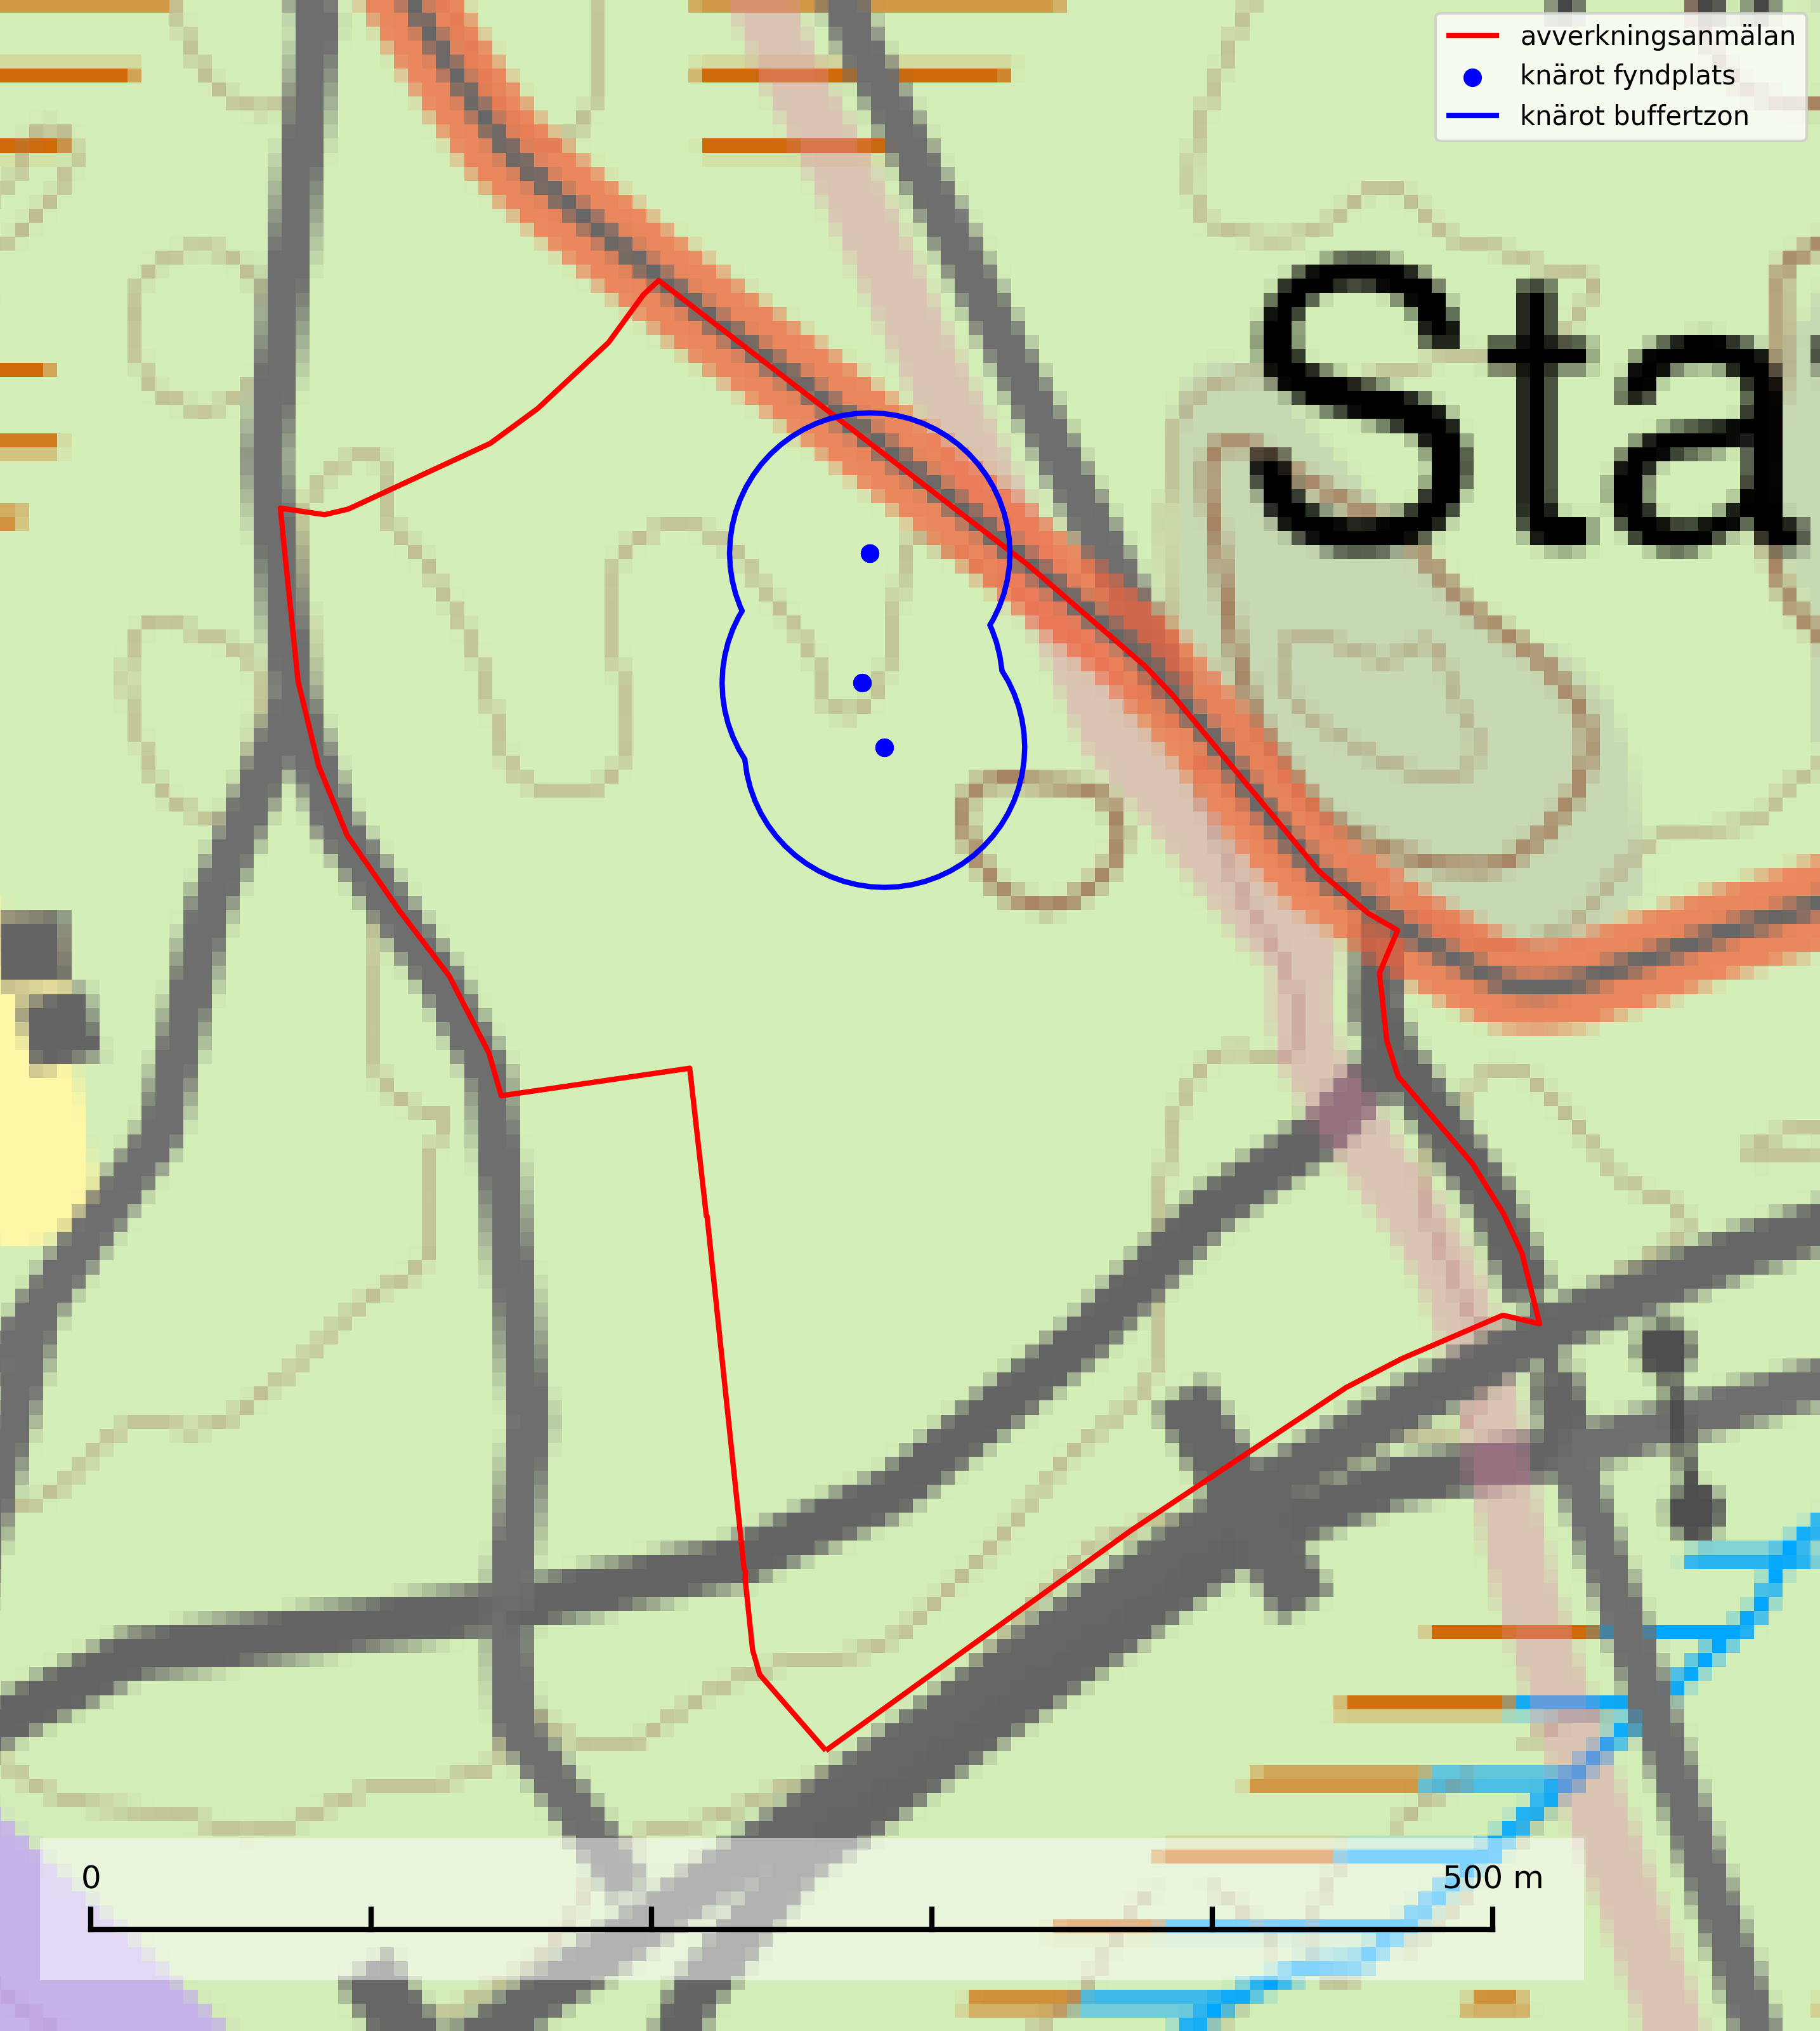 avverkningsanmälan
knärot fyndplats
knärot buffertzon
Sta
0 500 m